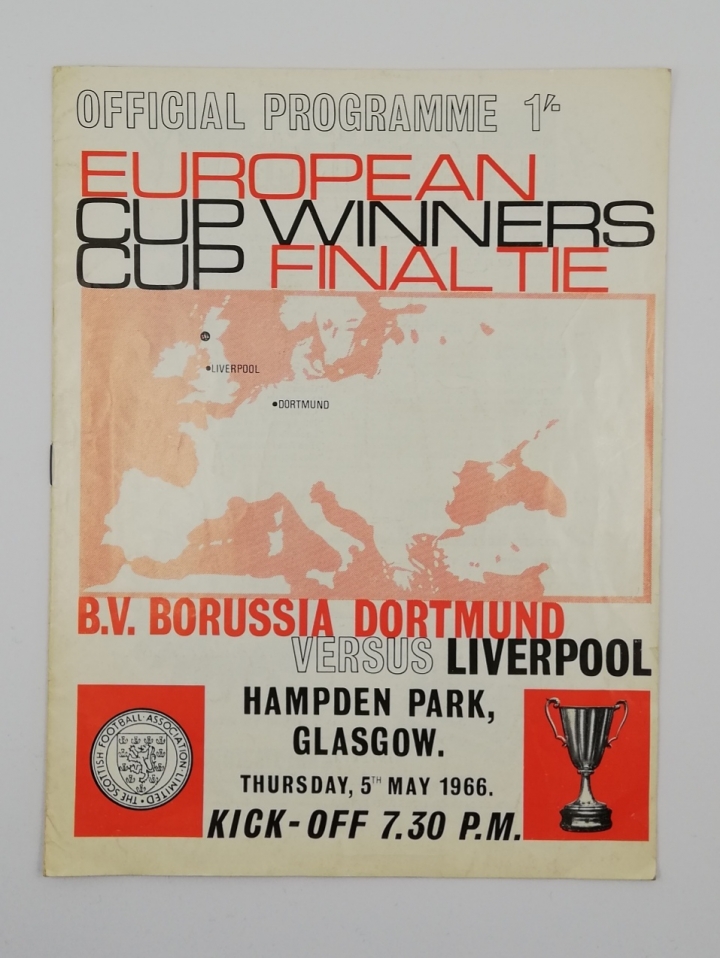 OFFICIAL PROGRAMME 1/-
EUROPEAN
CUP WINNERS
CUP FINAL TIE
LIVERPOOL
DORTMUND
B.V. BORUSSIA DORTMUND
VERSUS LIVERPOOL
HAMPDEN PARK,
GLASGOW.
THURSDAY, 5TH MAY 1966.
KICK-OFF 7.30 P.M.
THE SCOTTISH FOOTBALL ASSOCIATION LIMITED